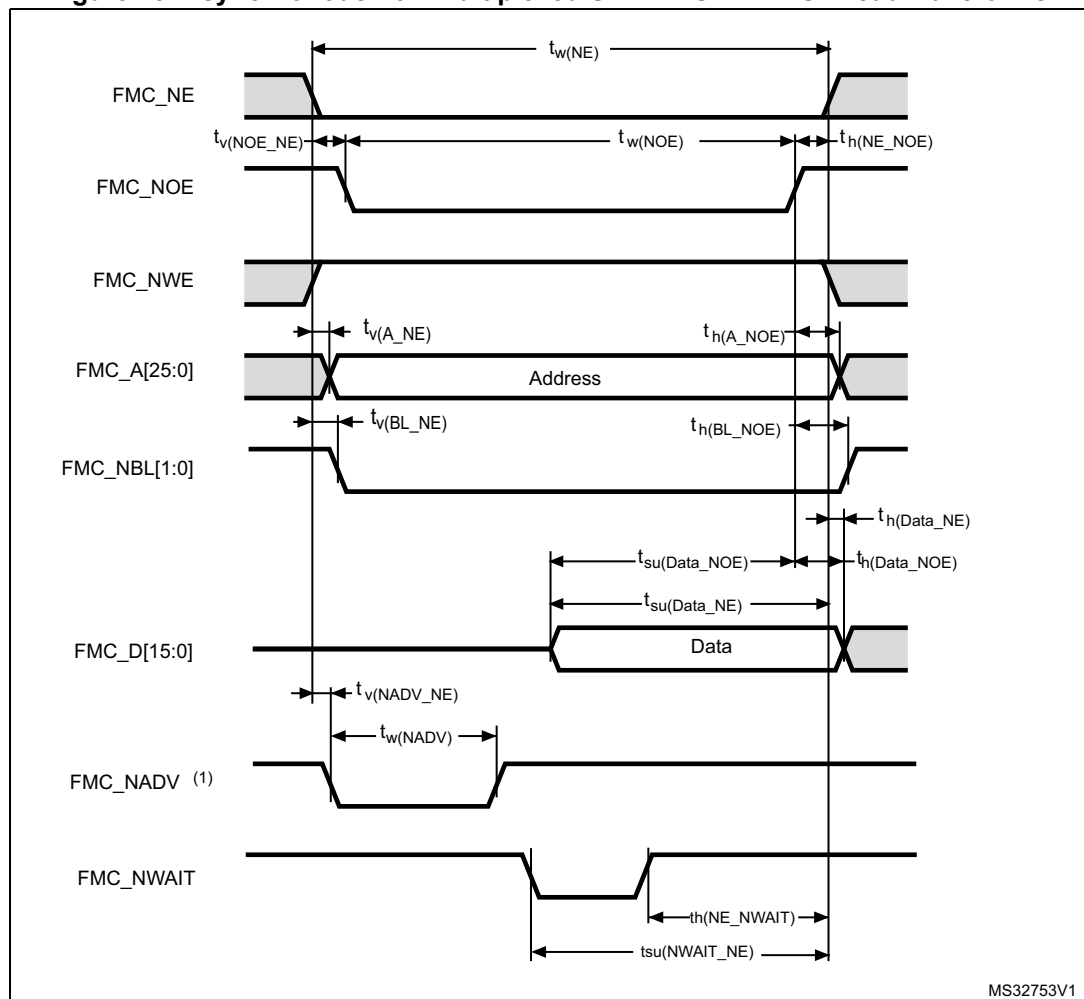 tw(NE)
FMC_NE
tv(NOE_NE)
tw(NOE)
th(NE_NOE)
FMC_NOE
FMC_NWE
tv(A_NE)
th(A_NOE)
FMC_A[25:0]
Address
tv(BL_NE)
th(BL_NOE)
FMC_NBL[1:0]
th(Data_NE)
tsu(Data_NOE)
th(Data_NOE)
tsu(Data_NE)
FMC_D[15:0]
Data
tv(NADV_NE)
tw(NADV)
FMC_NADV (1)
FMC_NWAIT
th(NE_NWAIT)
tsu(NWAIT_NE)
MS32753V1